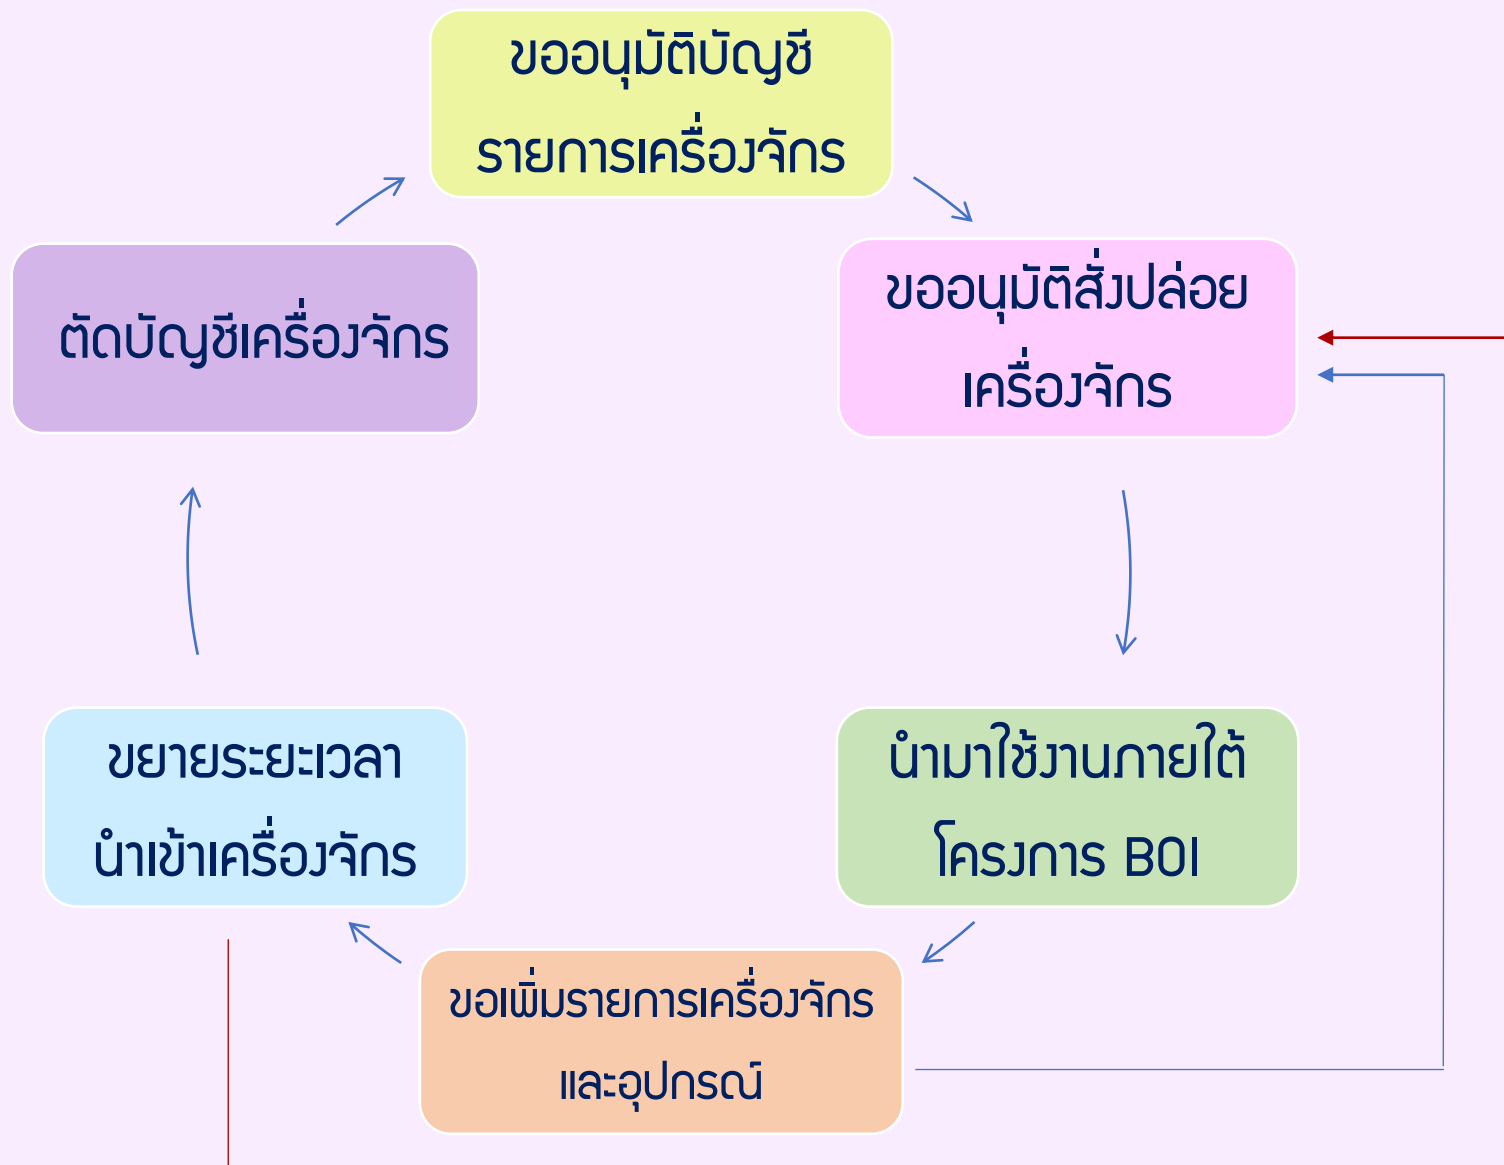 ขออนุมัติบัญชี
รายการเครื่องจักร
ขออนุมัติสั่งปล่อย
เครื่องจักร
นำมาใช้งานภายใต้
โครงการ BOI
ขอเพิ่มรายการเครื่องจักร
และอุปกรณ์
ขยายระยะเวลา
นำเข้าเครื่องจักร
ตัดบัญชีเครื่องจักร